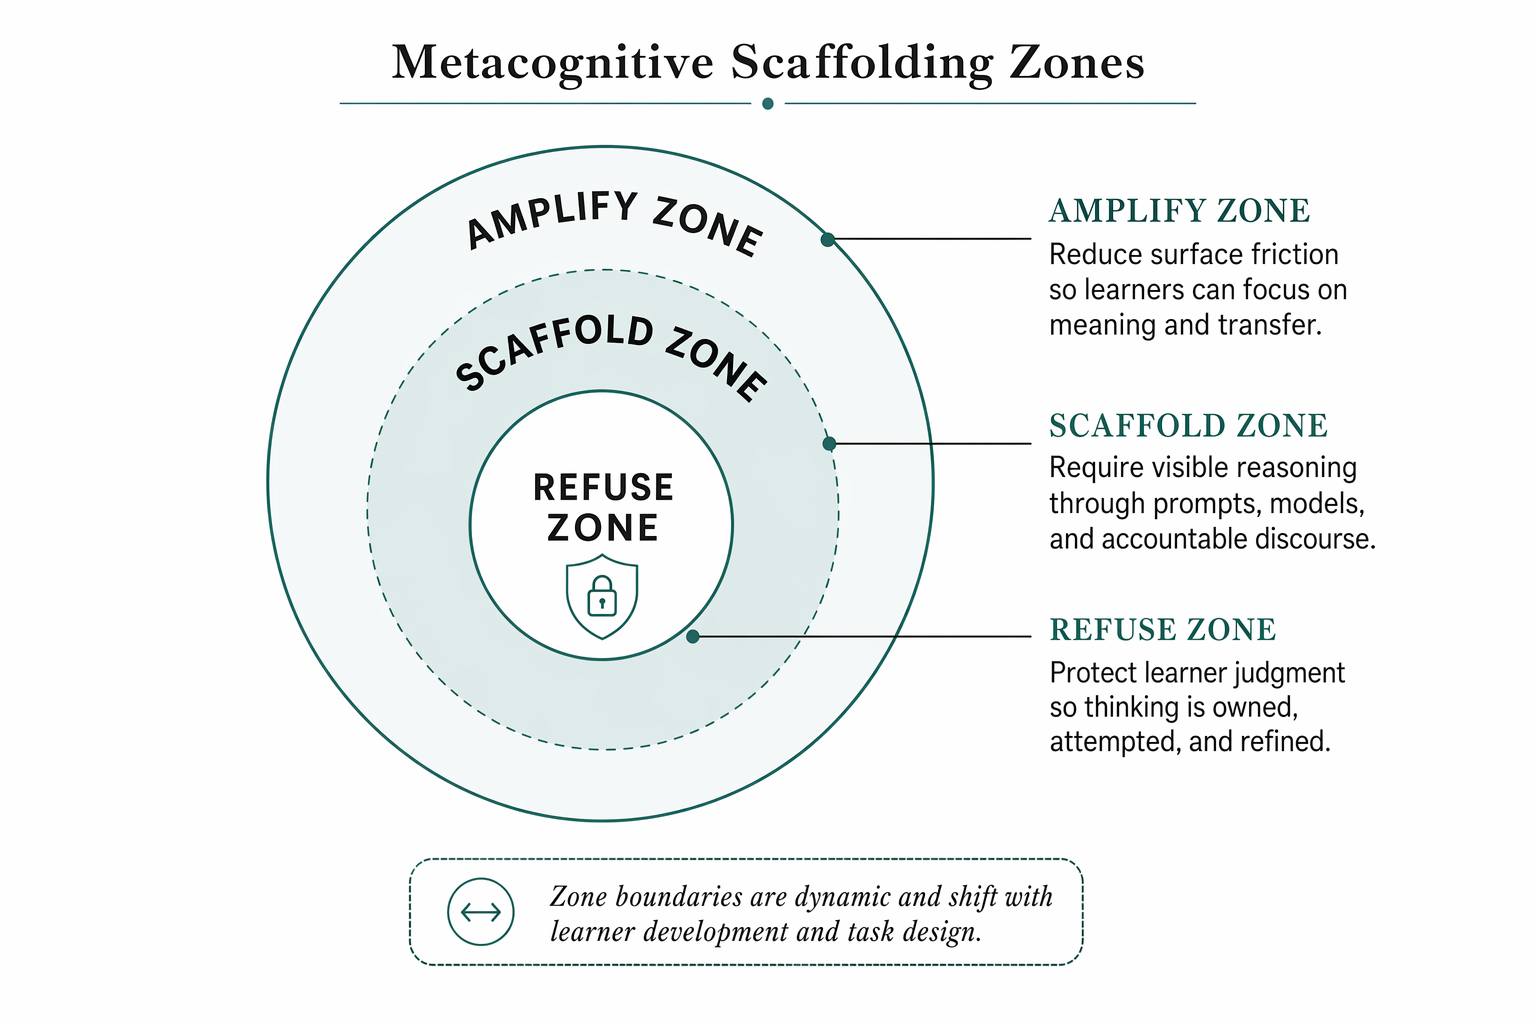 Metacognitive Scaffolding Zones
AMPLIFY ZONE
SCAFFOLD ZONE
REFUSE
ZONE
AMPLIFY ZONE
Reduce surface friction
so learners can focus on
meaning and transfer.
SCAFFOLD ZONE
Require visible reasoning
through prompts, models,
and accountable discourse.
REFUSE ZONE
Protect learner judgment
so thinking is owned,
attempted, and refined.
Zone boundaries are dynamic and shift with
learner development and task design.